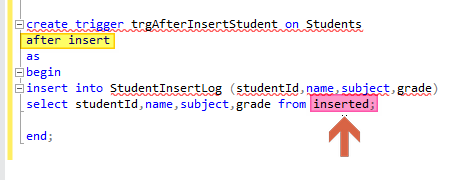 create trigger trgAfterInsertStudent on Students
after insert
as
begin
insert into StudentInsertLog (studentId,name,subject,grade)
select studentId,name,subject,grade from inserted;
end;